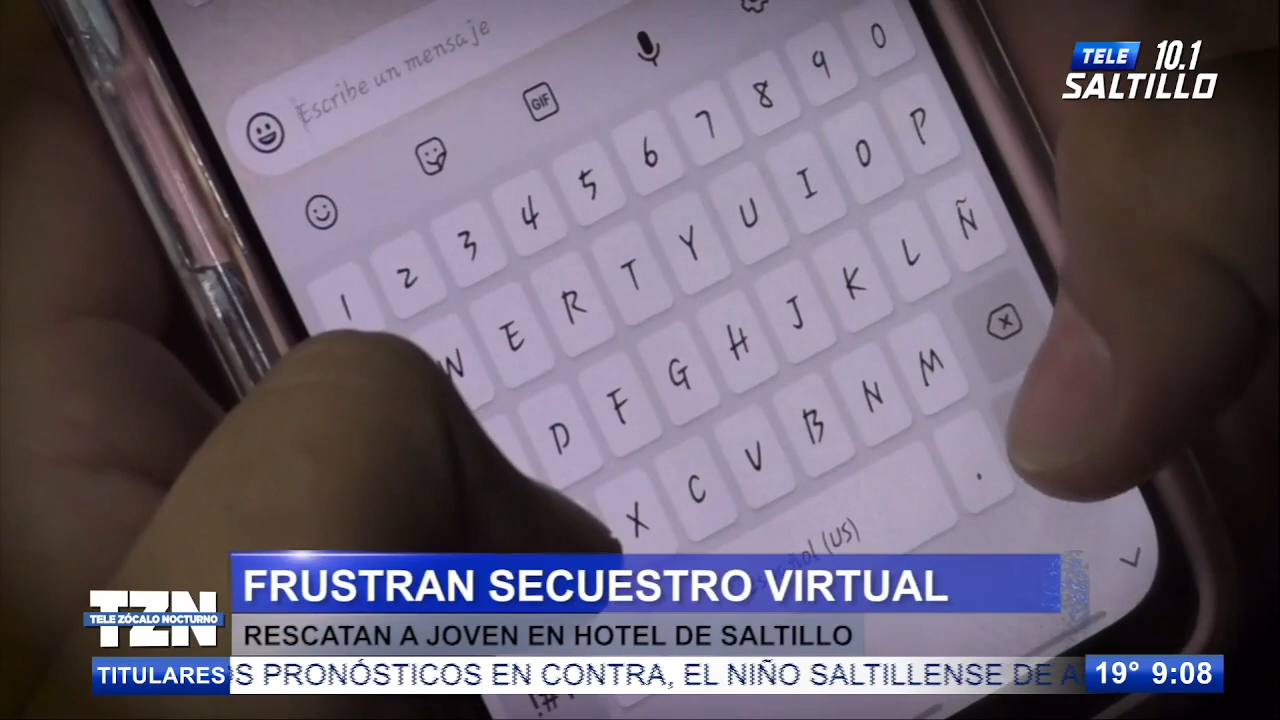 TELE 10.1
SALTILLO
Escribe un mensaje
GIF
1 2 3 4 5 6 7 8 9 0
W E R T Y U I O P
D F G H J K L Ñ
X C V B N M
(US) .
FRUSTRAN SECUESTRO VIRTUAL
TZN
TELE ZÓCALO NOCTURNO
RESCATAN A JOVEN EN HOTEL DE SALTILLO
TITULARES S PRONÓSTICOS EN CONTRA, EL NIÑO SALTILLENSE DE
19° 9:08